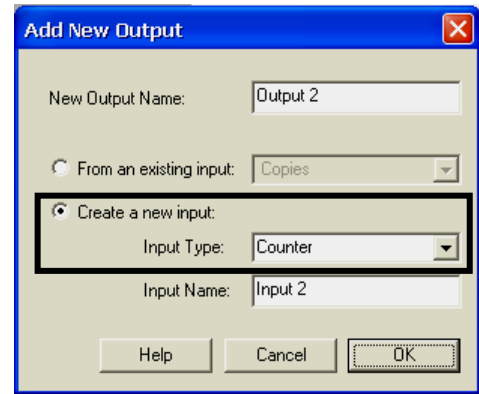 Add New Output
New Output Name: Output 2
From an existing input: Copies
Create a new input:
Input Type: Counter
Input Name: Input 2
Help Cancel OK